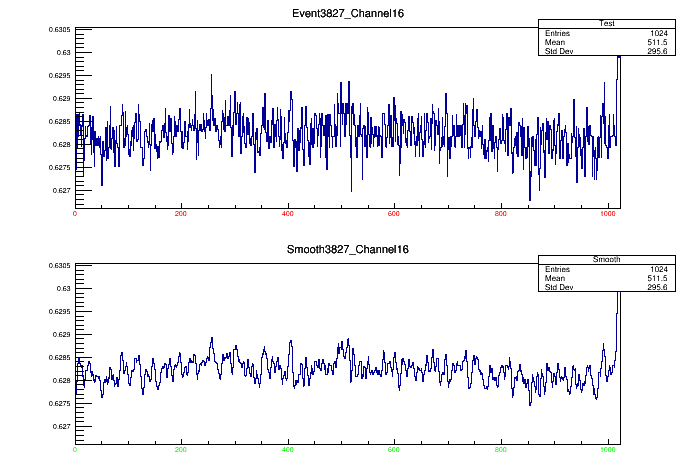 Event3827_Channel16
Test
Entries 1024
Mean 511.5
Std Dev 295.6
0.6305
0.63
0.6295
0.629
0.6285
0.628
0.6275
0.627
0 200 400 600 800 1000
Smooth3827_Channel16
Smooth
Entries 1024
Mean 511.5
Std Dev 295.6
0.6305
0.63
0.6295
0.629
0.6285
0.628
0.6275
0.627
0 200 400 600 800 1000